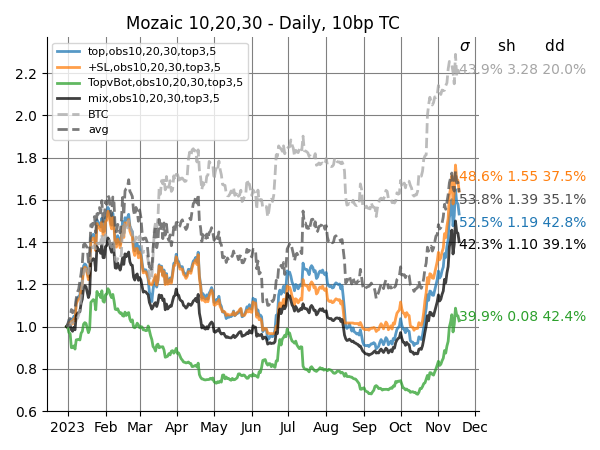 Mozaic 10,20,30 - Daily, 10bp TC
σ sh dd
top,obs10,20,30,top3,5
+SL,obs10,20,30,top3,5
TopvBot,obs10,20,30,top3,5
mix,obs10,20,30,top3,5
BTC
avg
43.9% 3.28 20.0%
48.6% 1.55 37.5%
53.8% 1.39 35.1%
52.5% 1.19 42.8%
42.3% 1.10 39.1%
39.9% 0.08 42.4%
2.2
2.0
1.8
1.6
1.4
1.2
1.0
0.8
0.6
2023 Feb Mar Apr May Jun Jul Aug Sep Oct Nov Dec